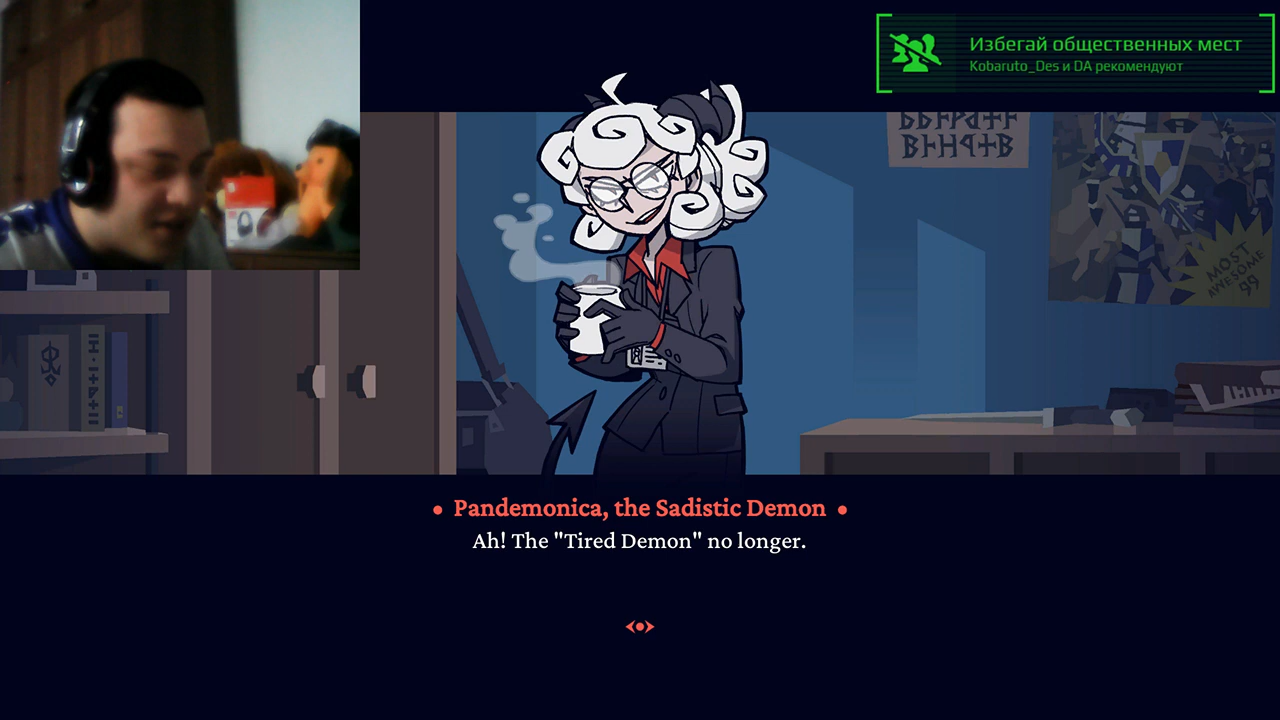 Избегай общественных мест
Kobaruto_Des и DA рекомендуют
MOST
AWESOME
99
• Pandemonica, the Sadistic Demon •
Ah! The "Tired Demon" no longer.